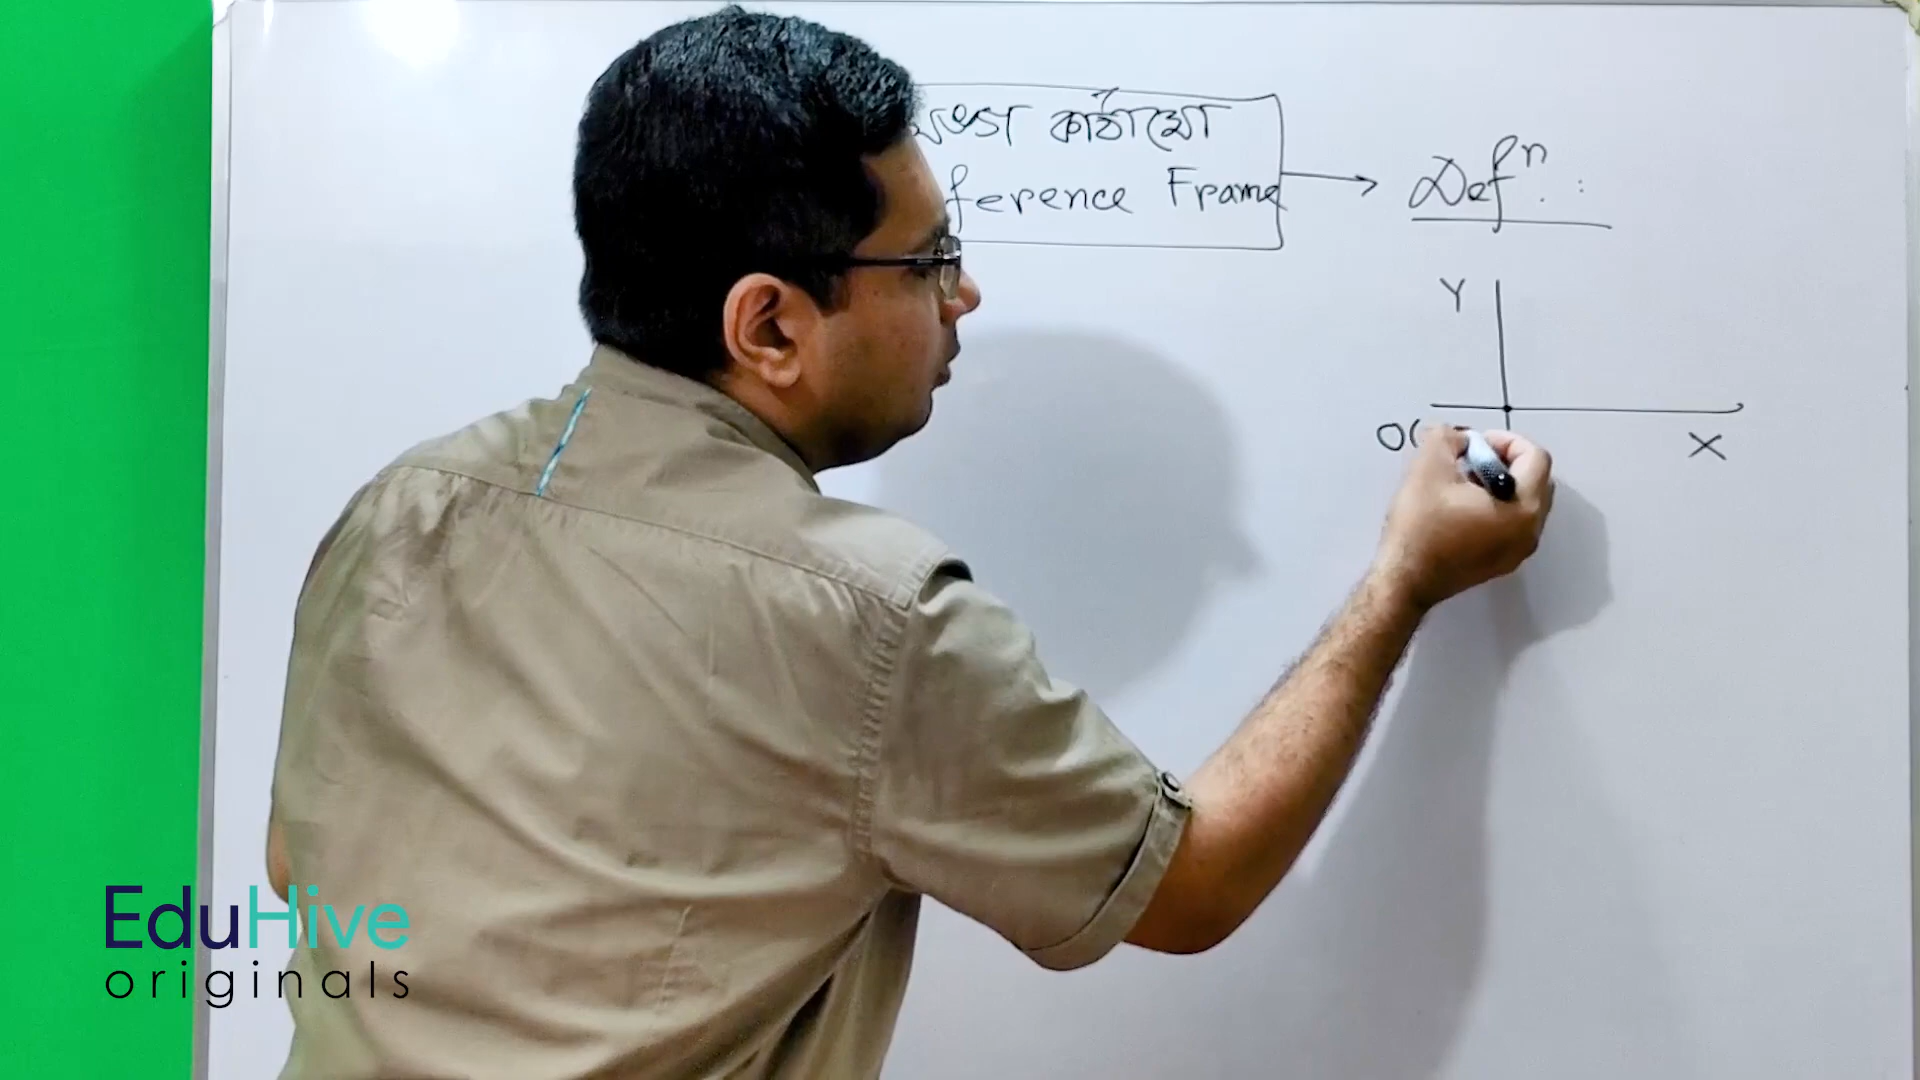 কাঠামো
ference Frame
Defⁿ. :
Y
O(
X
EduHive
originals